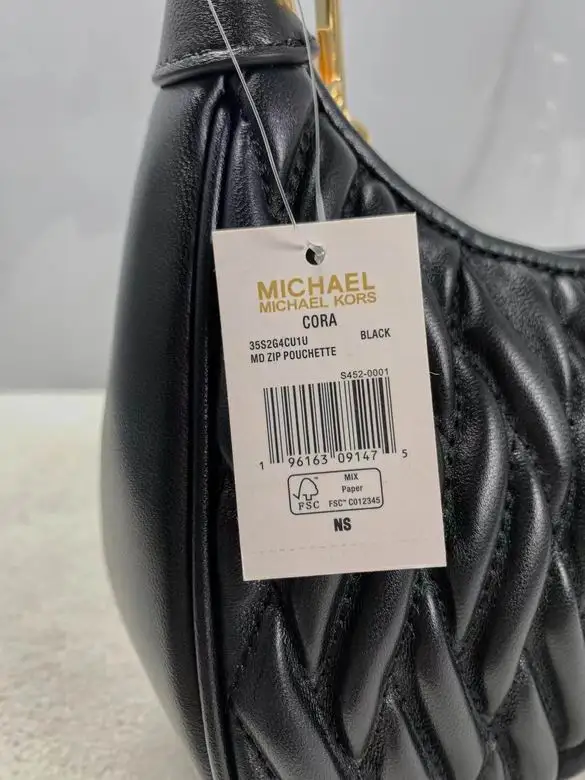 MICHAEL
MICHAEL KORS
CORA
35S2G4CU1U BLACK
MD ZIP POUCHETTE
S452-0001
1 96163 09147 5
FSC™
MIX
Paper
FSC™ C012345
NS